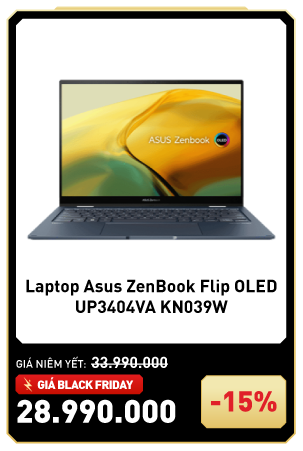 ASUS Zenbook
OLED
Laptop Asus ZenBook Flip OLED
UP3404VA KN039W
GIÁ NIÊM YẾT: 33.990.000
GIÁ BLACK FRIDAY
28.990.000
-15%